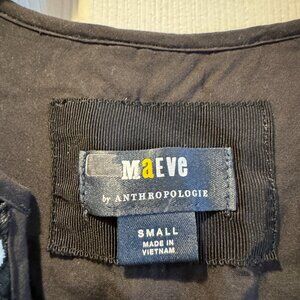 MaEVe
by ANTHROPOLOGIE
SMALL
MADE IN
VIETNAM